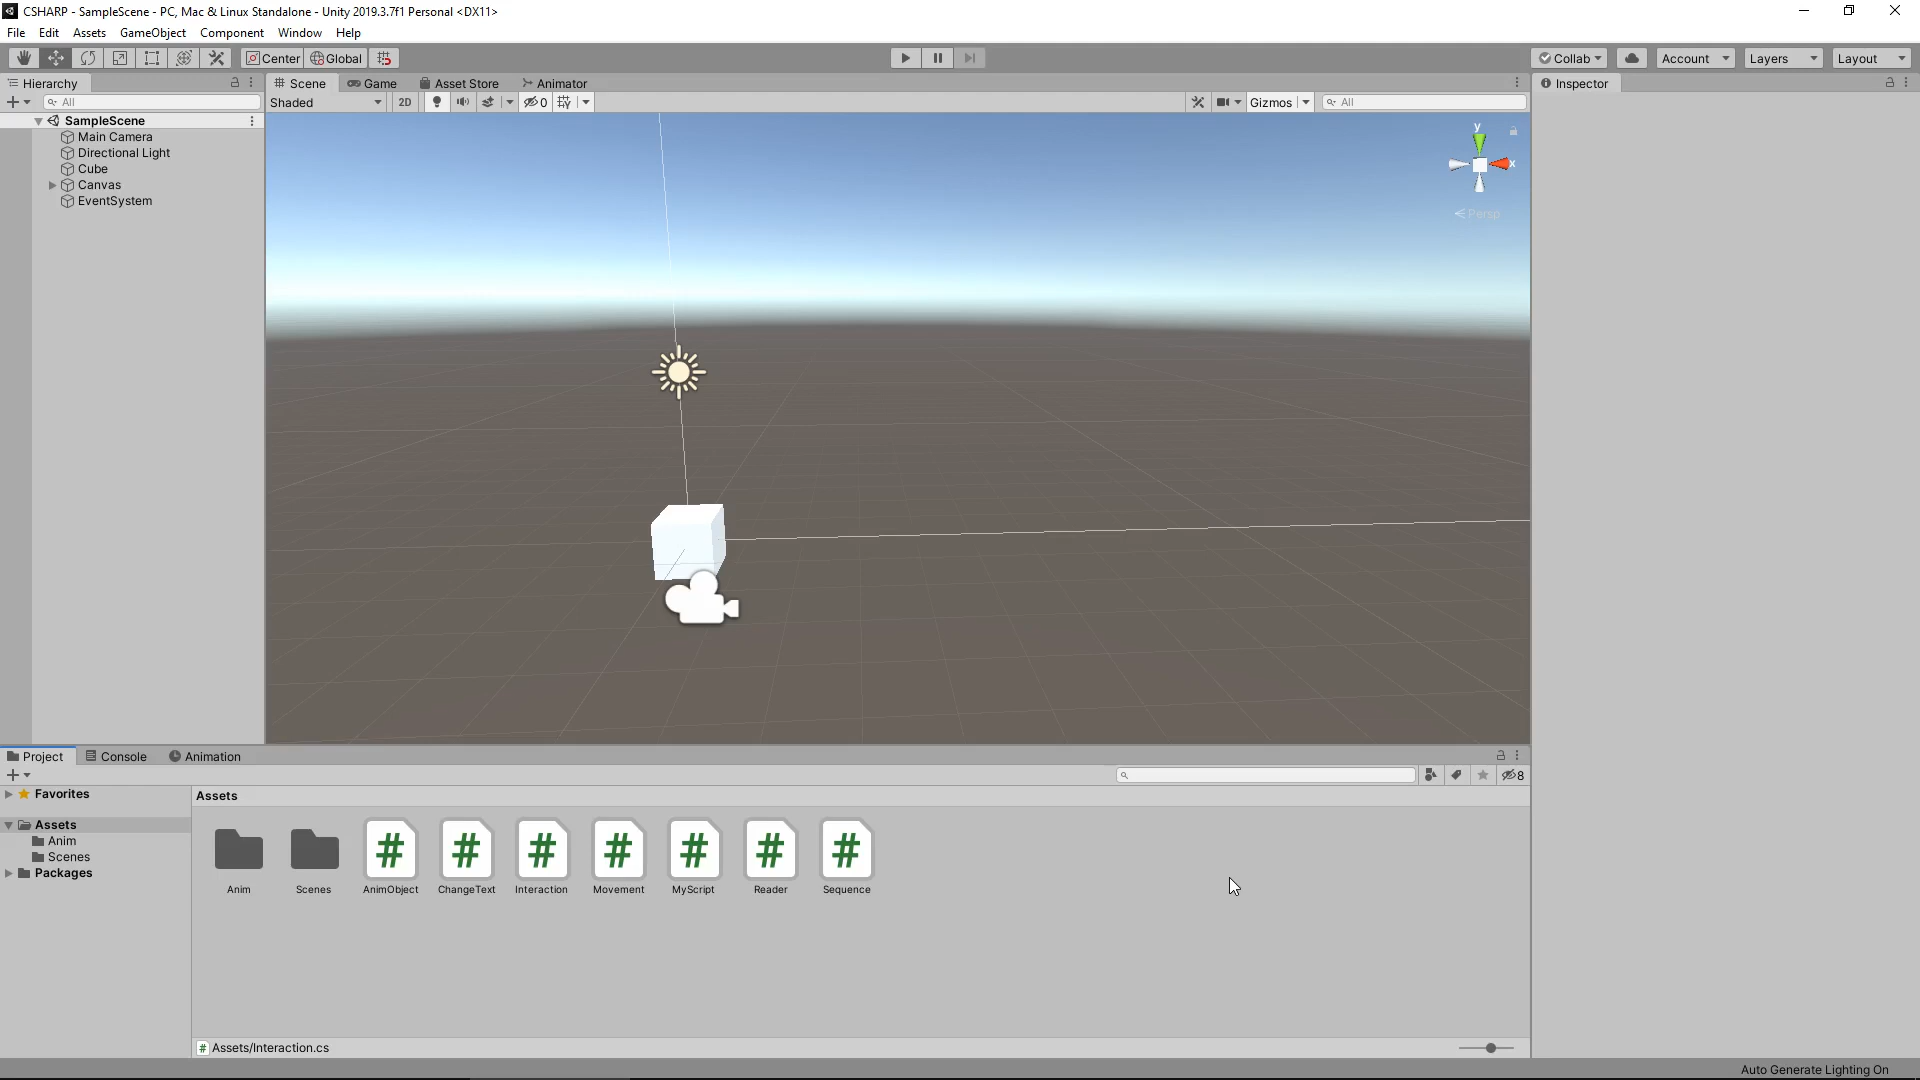 CSHARP - SampleScene - PC, Mac & Linux Standalone - Unity 2019.3.7f1 Personal <DX11>
File Edit Assets GameObject Component Window Help
Center Global Collab Account Layers Layout
Hierarchy Scene Game Asset Store Animator Inspector
All Shaded 2D 0 Gizmos All
SampleScene
Main Camera
Directional Light
Cube
Canvas
EventSystem
y
x
Persp
Project Console Animation
8
Favorites
Assets
Anim
Scenes
Packages
Assets
Anim Scenes AnimObject ChangeText Interaction Movement MyScript Reader Sequence
Assets/Interaction.cs
Auto Generate Lighting On